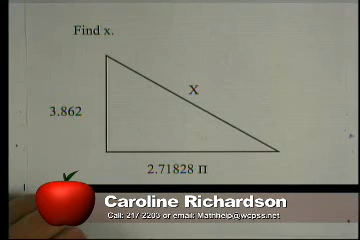 Find x.
X
3.862
2.71828 Π
Caroline Richardson
Call: 217-2203 or email: Mathhelp@wcpss.net